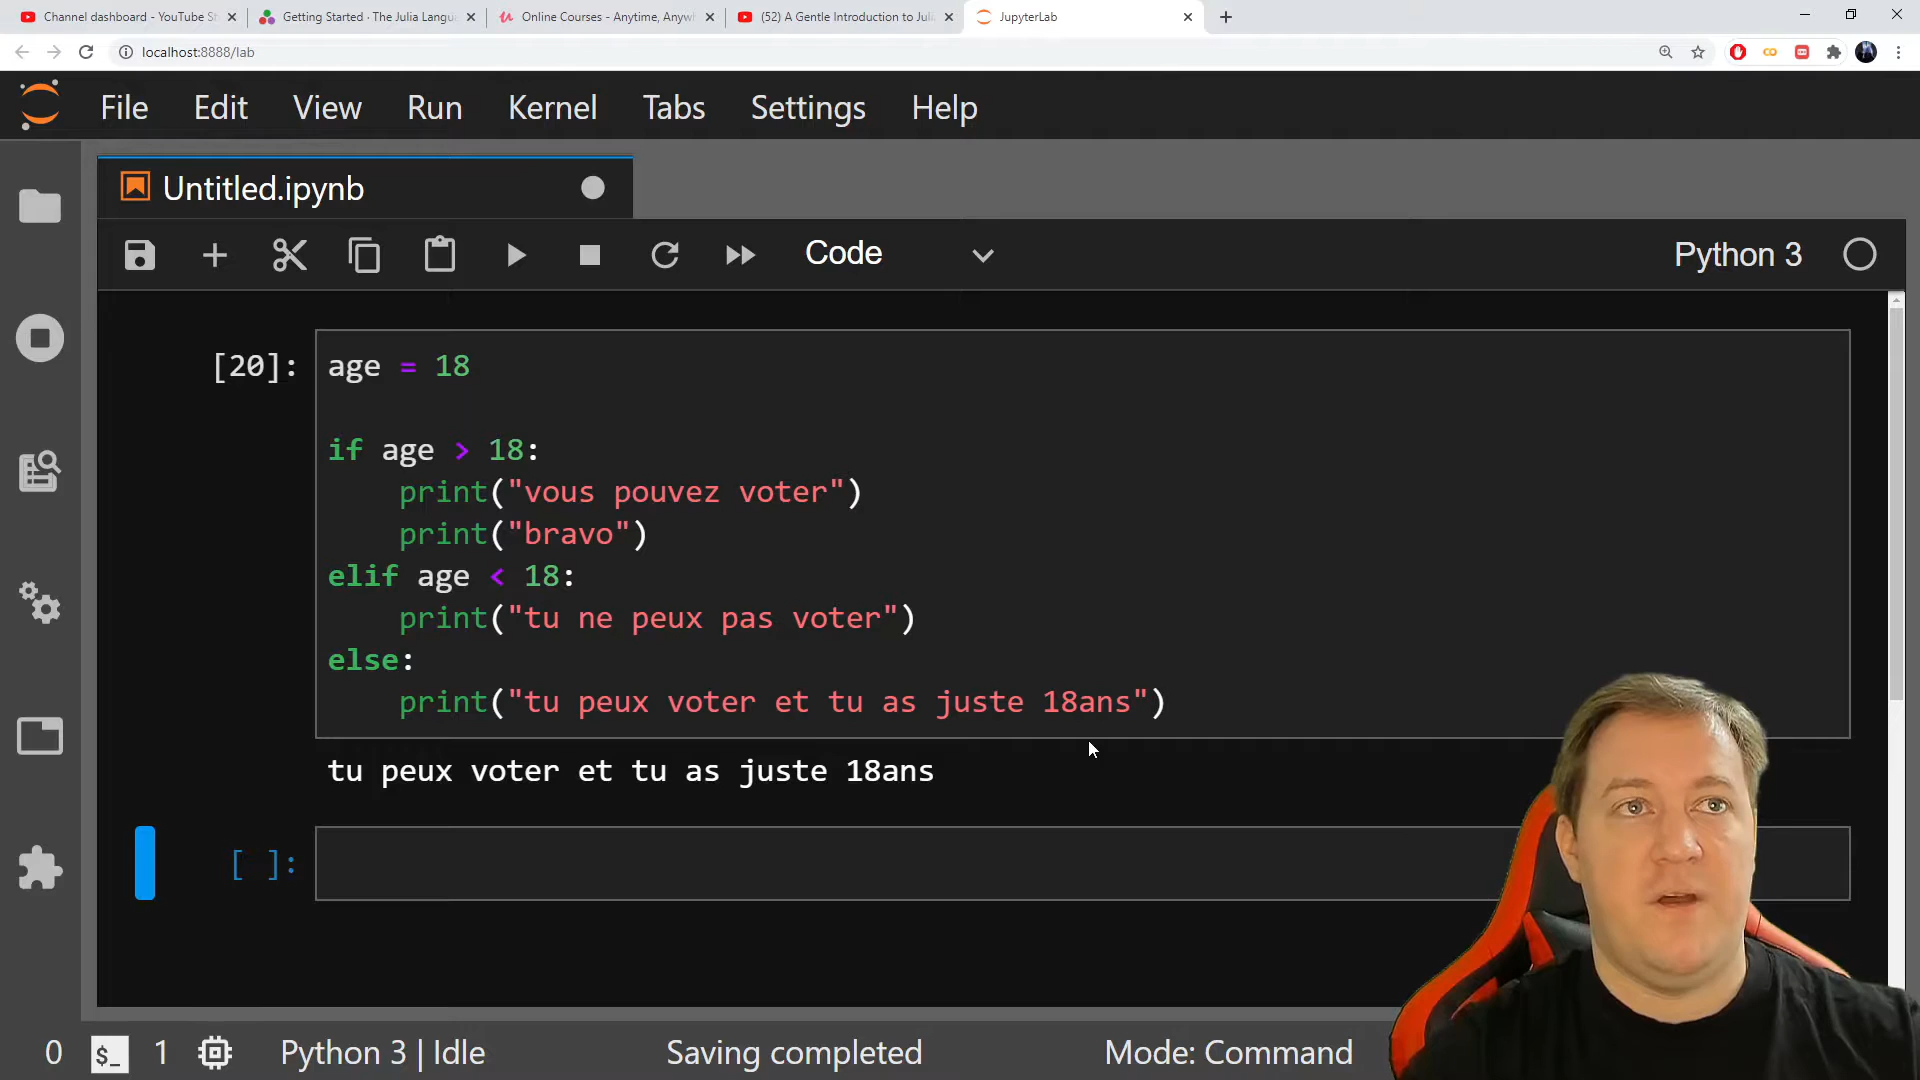 Channel dashboard - YouTube St
Getting Started · The Julia Langua
Online Courses - Anytime, Anywh
(52) A Gentle Introduction to Juli
JupyterLab
localhost:8888/lab
File Edit View Run Kernel Tabs Settings Help
Untitled.ipynb
Code
Python 3
[20]:
age = 18
if age > 18:
    print("vous pouvez voter")
    print("bravo")
elif age < 18:
    print("tu ne peux pas voter")
else:
    print("tu peux voter et tu as juste 18ans")
tu peux voter et tu as juste 18ans
[ ]:
0 $_ 1 Python 3 | Idle Saving completed Mode: Command